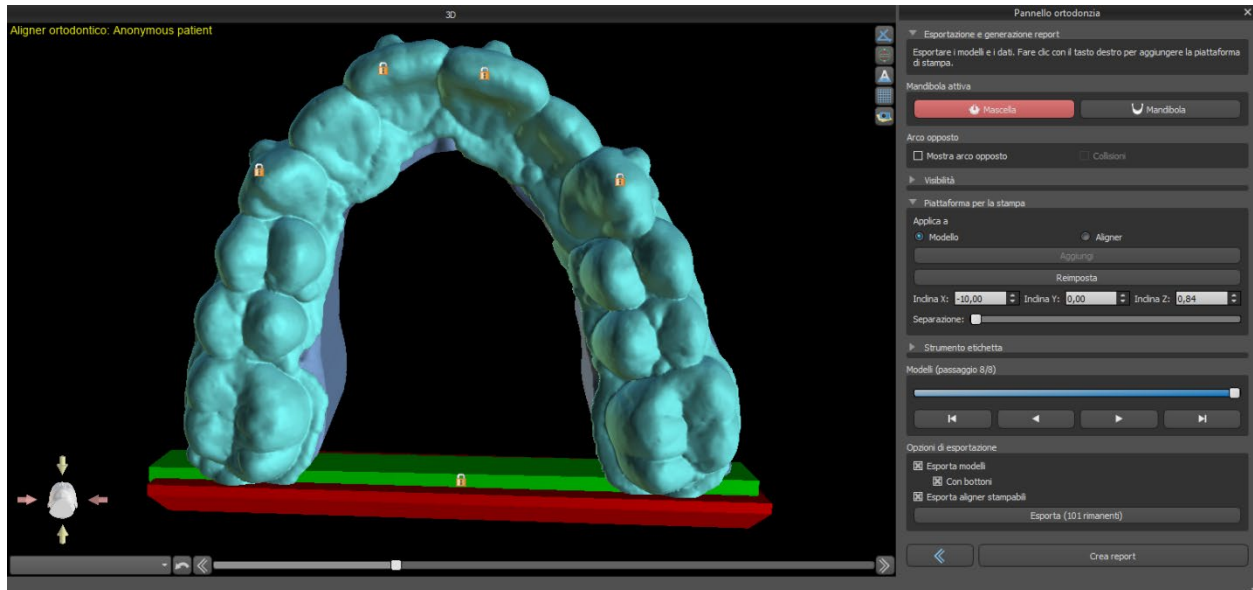 3D
Aligner ortodontico: Anonymous patient
A
Pannello ortodonzia
Esportazione e generazione report
Esportare i modelli e i dati. Fare clic con il tasto destro per aggiungere la piattaforma
di stampa.
Mandibola attiva
Mascella
Mandibola
Arco opposto
Mostra arco opposto
Collisioni
Visibilità
Piattaforma per la stampa
Applica a
Modello
Aligner
Aggiungi
Reimposta
Indina X: -10,00 Indina Y: 0,00 Indina Z: 0,84
Separazione:
Strumento etichetta
Modelli (passaggio 8/8)
Opzioni di esportazione
Esporta modelli
Con bottoni
Esporta aligner stampabili
Esporta (101 rimanenti)
Crea report